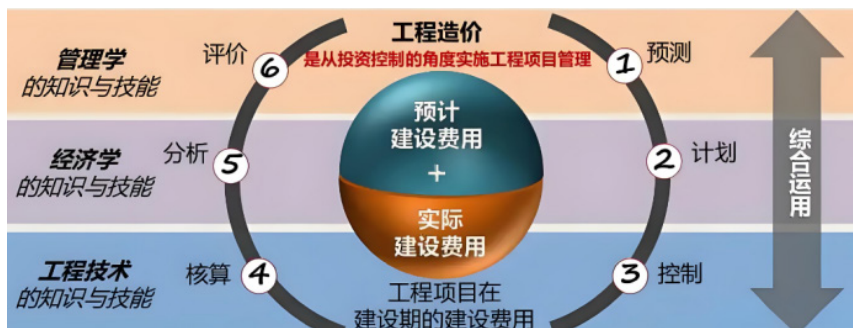 工程造价
是从投资控制的角度实施工程项目管理
管理学
的知识与技能
经济学
的知识与技能
工程技术
的知识与技能
评价
6
分析
5
核算
4
预计
建设费用
+
实际
建设费用
工程项目在
建设期的建设费用
1
预测
2
计划
3
控制
综合运用